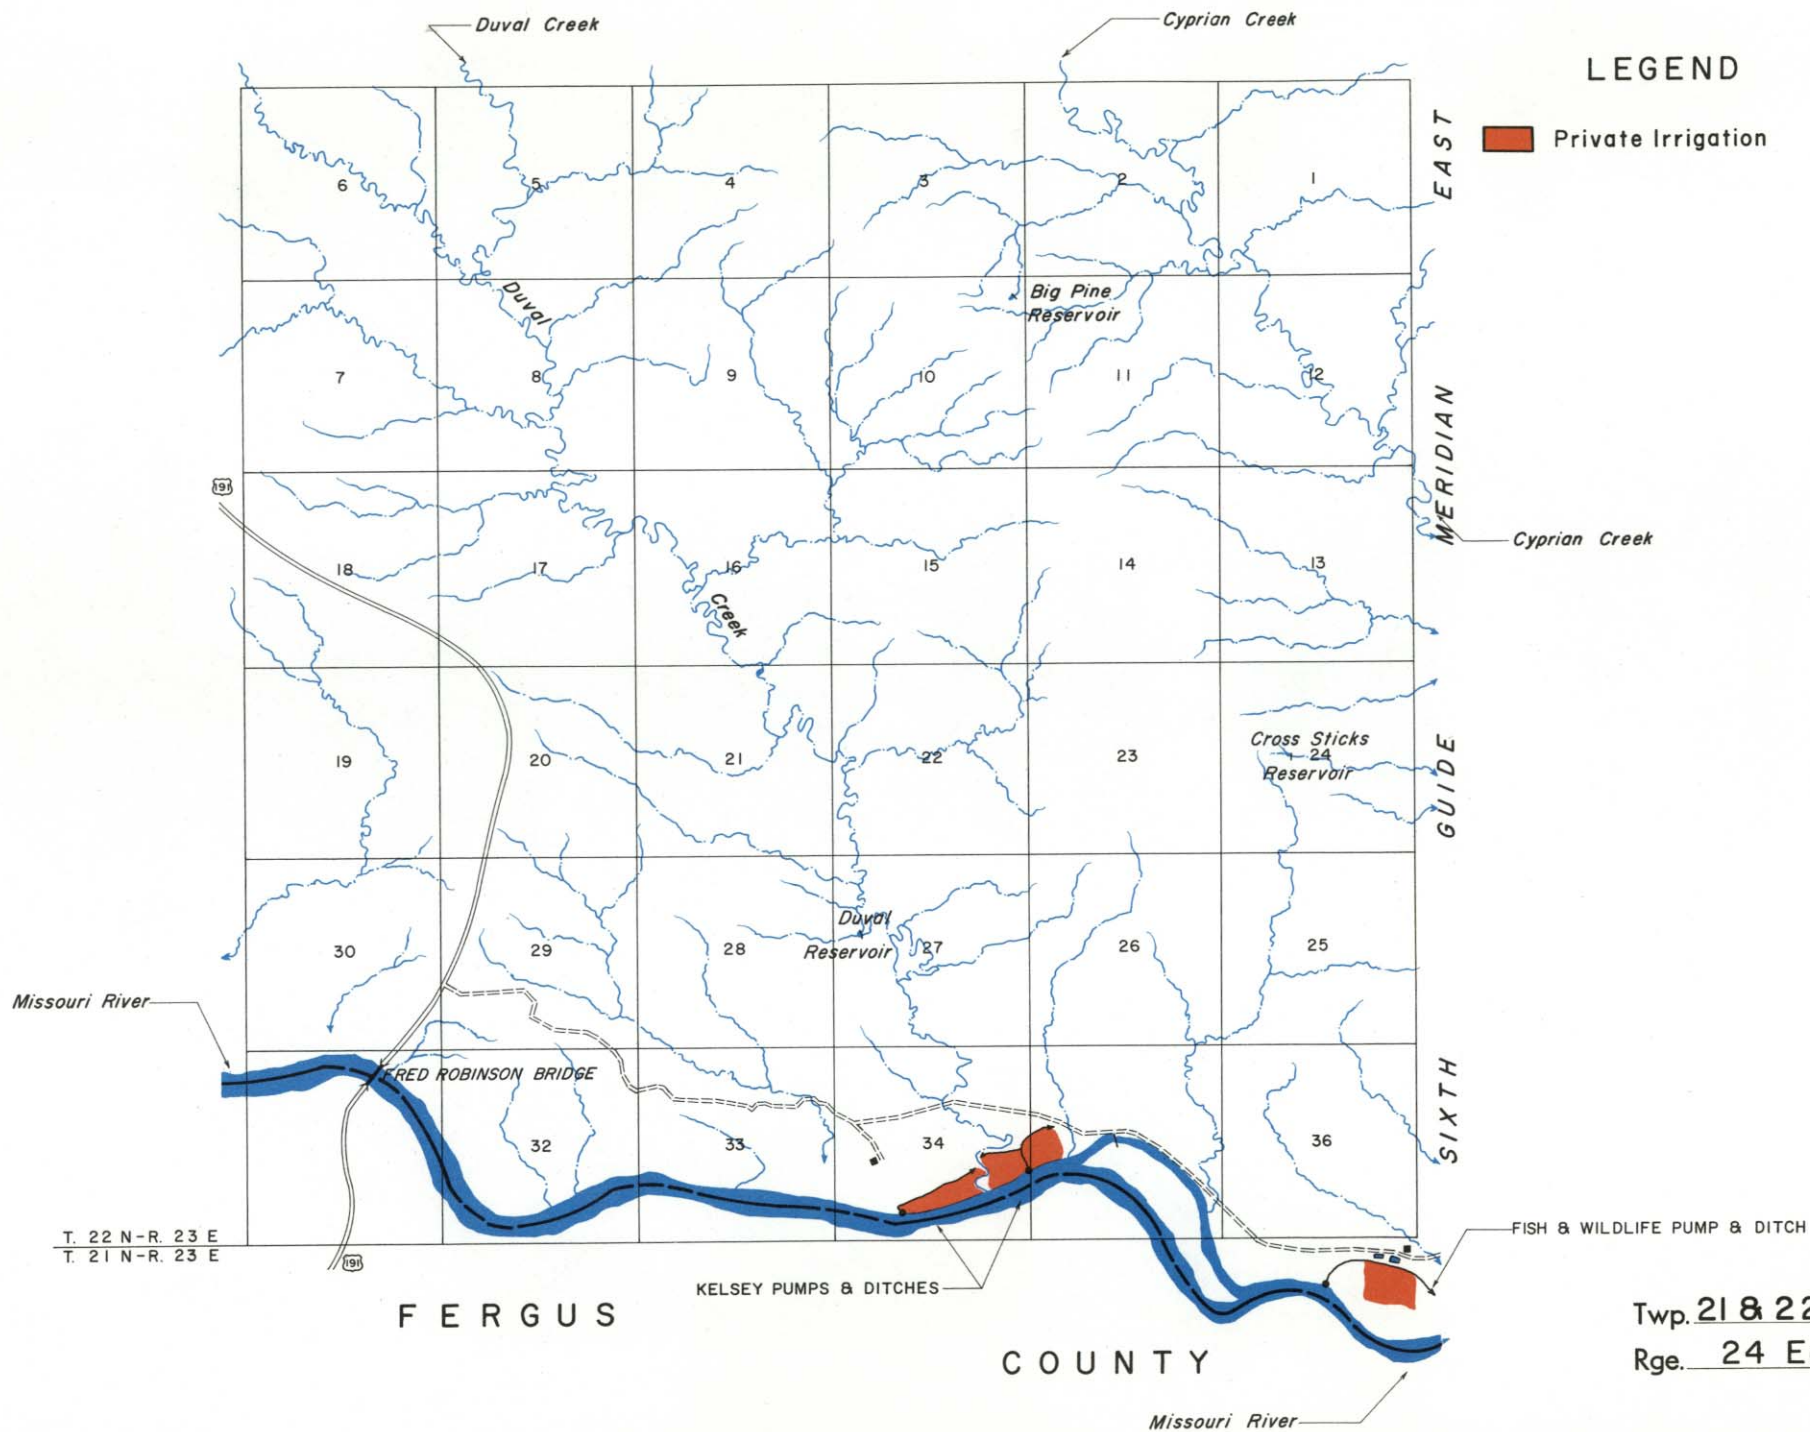 Duval Creek
Cyprian Creek
LEGEND
Private Irrigation
EAST
6
5
4
3
2
1
Duval
Big Pine
Reservoir
7
8
9
10
11
12
MERIDIAN
191
Cyprian Creek
18
17
16
15
14
13
Creek
19
20
21
22
23
Cross Sticks
24
Reservoir
GUIDE
30
29
28
Duval
Reservoir
27
26
25
Missouri River
FRED ROBINSON BRIDGE
32
33
34
36
SIXTH
T. 22 N-R. 23 E
T. 21 N-R. 23 E
191
KELSEY PUMPS & DITCHES
FISH & WILDLIFE PUMP & DITCH
FERGUS
COUNTY
Twp. 21 & 22
Rge. 24 E
Missouri River